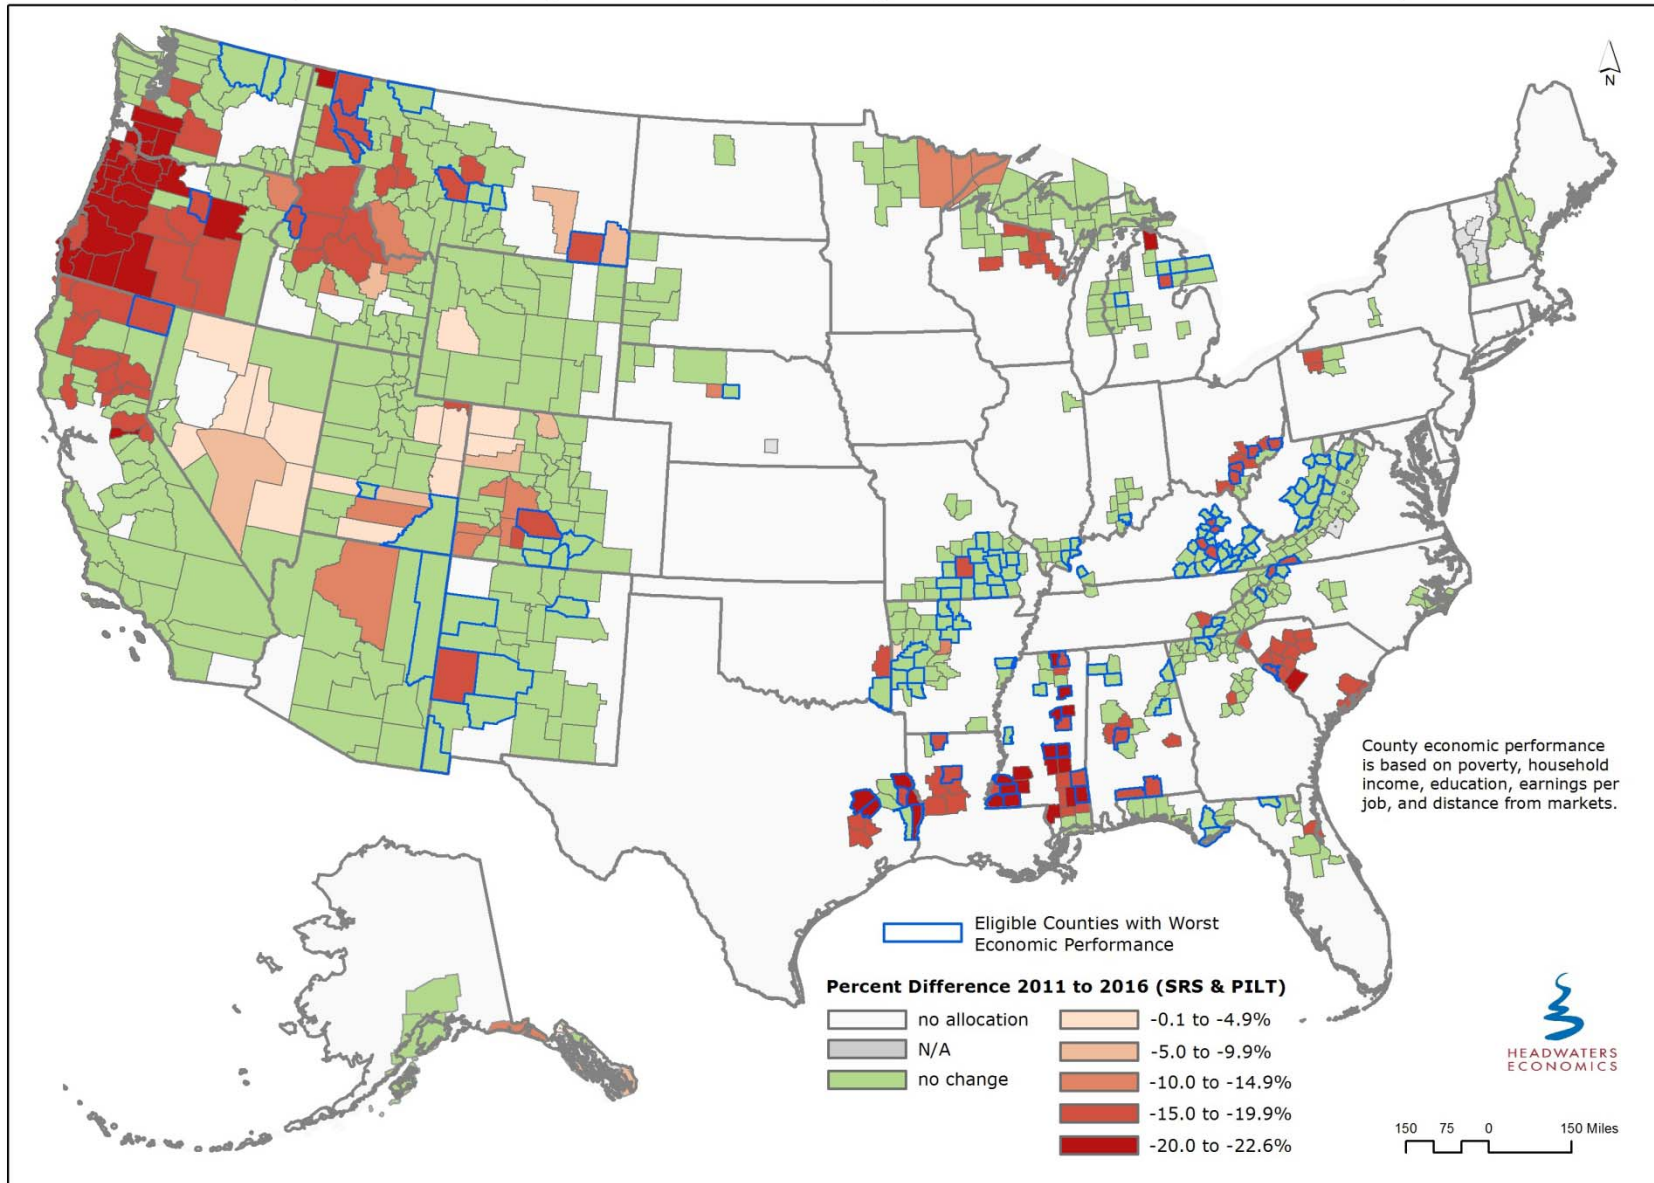 N
County economic performance
is based on poverty, household
income, education, earnings per
job, and distance from markets.
Eligible Counties with Worst
Economic Performance
Percent Difference 2011 to 2016 (SRS & PILT)
no allocation
N/A
no change
-0.1 to -4.9%
-5.0 to -9.9%
-10.0 to -14.9%
-15.0 to -19.9%
-20.0 to -22.6%
HEADWATERS
ECONOMICS
150 75 0 150 Miles